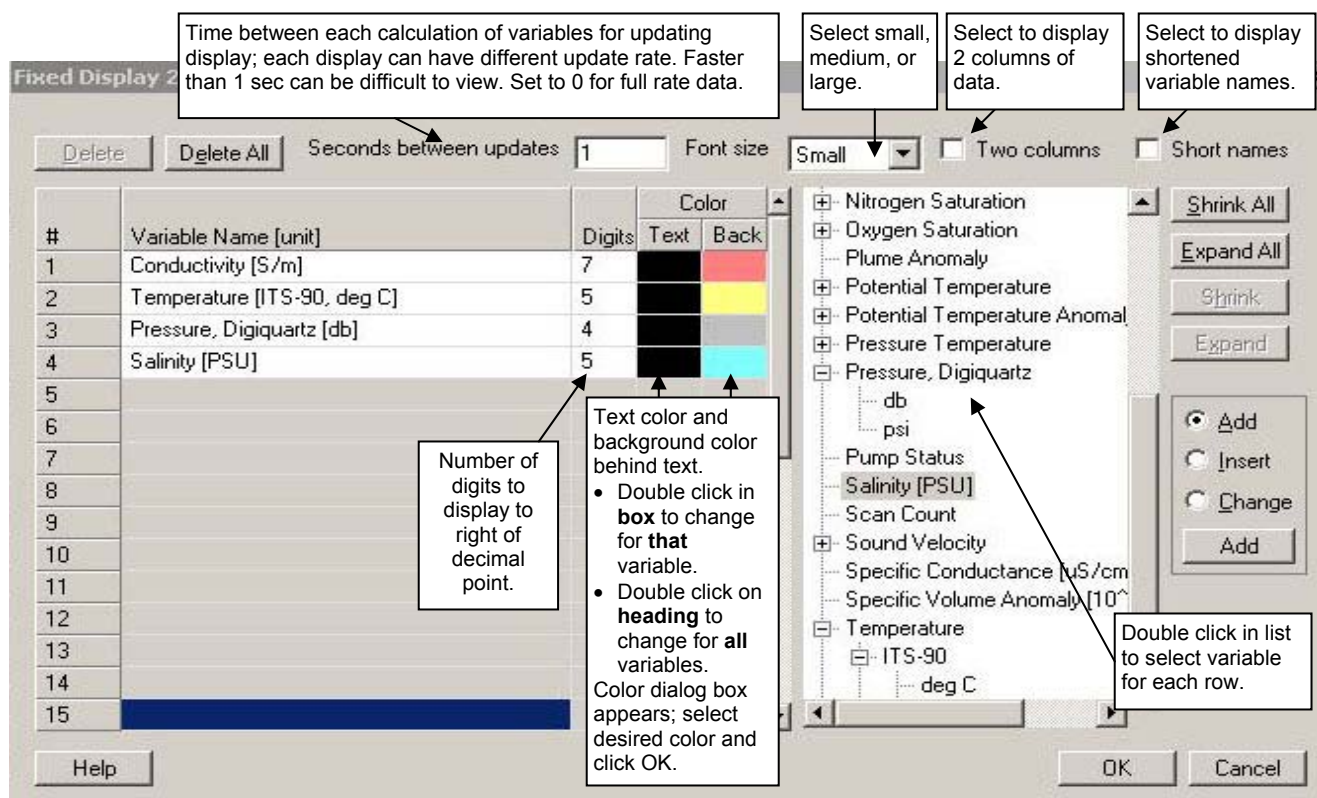 Time between each calculation of variables for updating
display; each display can have different update rate. Faster
than 1 sec can be difficult to view. Set to 0 for full rate data.
Select small,
medium, or
large.
Select to display
2 columns of
data.
Select to display
shortened
variable names.
Fixed Display 2
Delete
Delete All
Seconds between updates
1
Font size
Small
Two columns
Short names
Color
# Variable Name [unit] Digits Text Back
1 Conductivity [S/m] 7
2 Temperature [ITS-90, deg C] 5
3 Pressure, Digiquartz [db] 4
4 Salinity [PSU] 5
5
6
7
8
9
10
11
12
13
14
15
Number of
digits to
display to
right of
decimal
point.
Text color and
background color
behind text.
• Double click in
box to change
for that
variable.
• Double click on
heading to
change for all
variables.
Color dialog box
appears; select
desired color and
click OK.
Nitrogen Saturation
Oxygen Saturation
Plume Anomaly
Potential Temperature
Potential Temperature Anomal
Pressure Temperature
Pressure, Digiquartz
db
psi
Pump Status
Salinity [PSU]
Scan Count
Sound Velocity
Specific Conductance [uS/cm
Specific Volume Anomaly [10^
Temperature
ITS-90
deg C
Shrink All
Expand All
Shrink
Expand
Add
Insert
Change
Add
Double click in list
to select variable
for each row.
Help
OK
Cancel